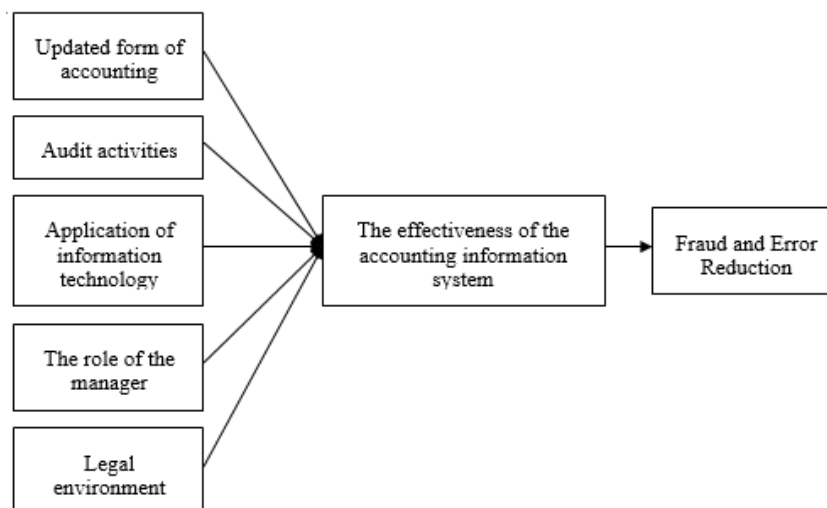 Updated form of
accounting
Audit activities
Application of
information
technology
The role of the
manager
Legal
environment
The effectiveness of the
accounting information
system
Fraud and Error
Reduction